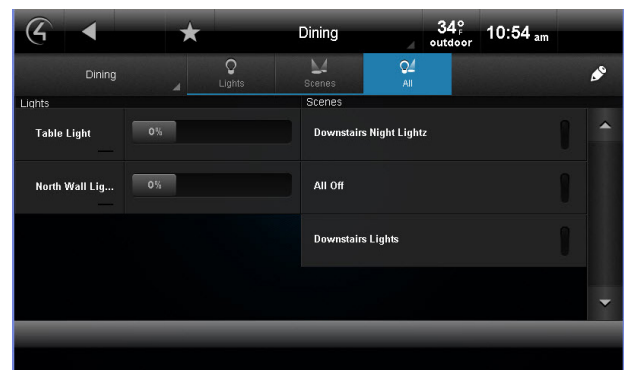 Dining
34°F
outdoor
10:54 am
Dining
Lights
Scenes
All
Lights
Scenes
Table Light
0%
Downstairs Night Lightz
North Wall Lig...
0%
All Off
Downstairs Lights